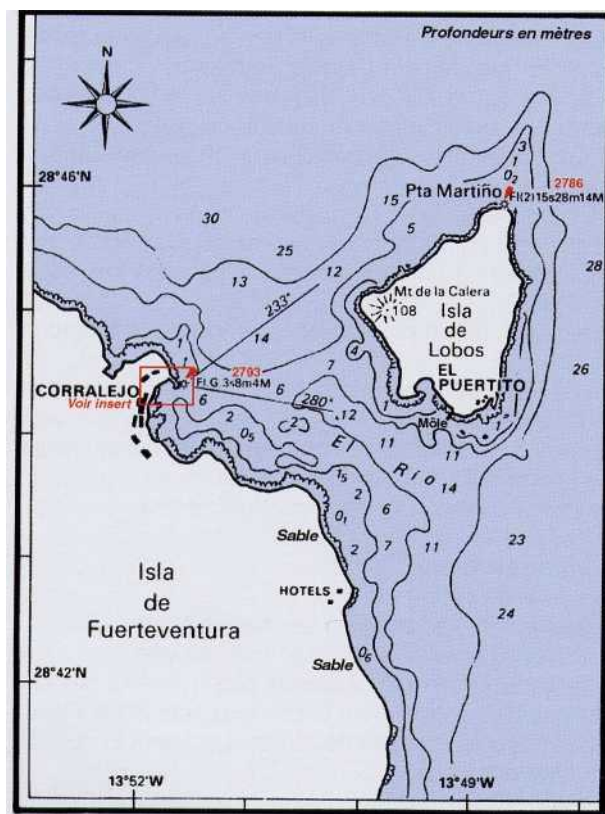 Profondeurs en mètres
N
28°46'N
3
1
0₂
2786
Pta Martiño
Fl(2)15s28m14M
15
30
5
25
28
13
12
Mt de la Calera
233°
108
Isla
de
Lobos
14
1
4
7
EL
PUERTITO
26
2793
CORRALEJO
Fl.G.3s8m4M
Voir insert
6
6
280°
12
1
1
2
2
Môle
0₅
11
11
El Río
1₅
14
2
6
0₁
23
Sable
7
11
2
Isla
de
Fuerteventura
HOTELS
24
Sable
0₆
28°42'N
13°52'W
13°49'W